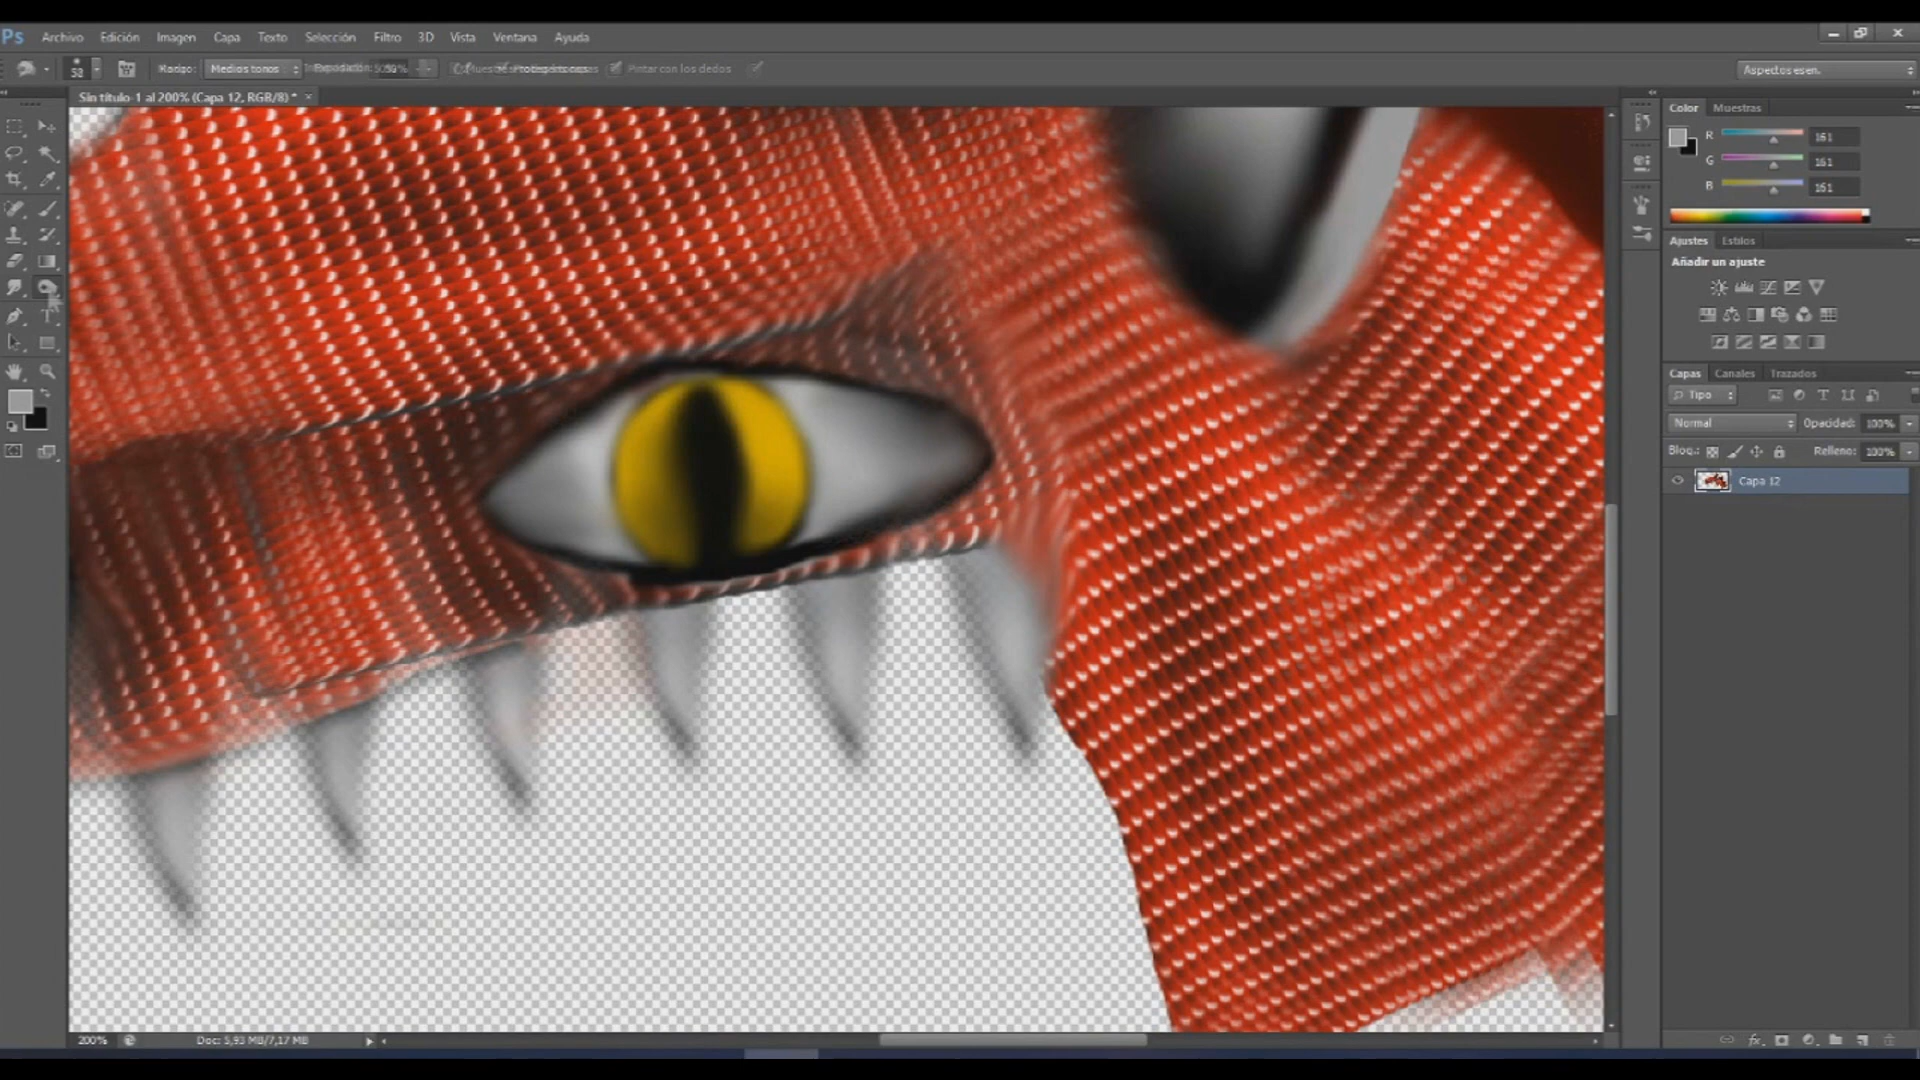 Ps Archivo Edición Imagen Capa Texto Selección Filtro 3D Vista Ventana Ayuda
58 Rango: Medios tonos Pintar con los dedos Aspectos esen.
Sin título-1 al 200% (Capa 12, RGB/8) * ×
Color Muestras
R 161
G 161
B 161
Ajustes Estilos
Añadir un ajuste
Capas Canales Trazados
Tipo
Normal Opacidad: 100%
Bloq.: Relleno: 100%
Capa 12
200% Doc: 5,93 MB/7,17 MB